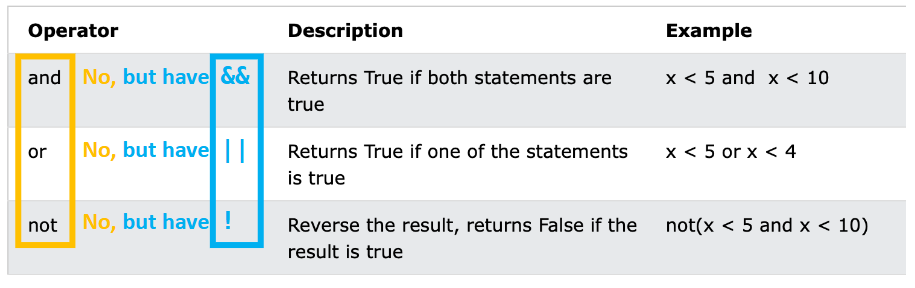 Operator Description Example
and No, but have && Returns True if both statements are x < 5 and  x < 10
true
or No, but have || Returns True if one of the statements x < 5 or x < 4
is true
not No, but have ! Reverse the result, returns False if the not(x < 5 and x < 10)
result is true